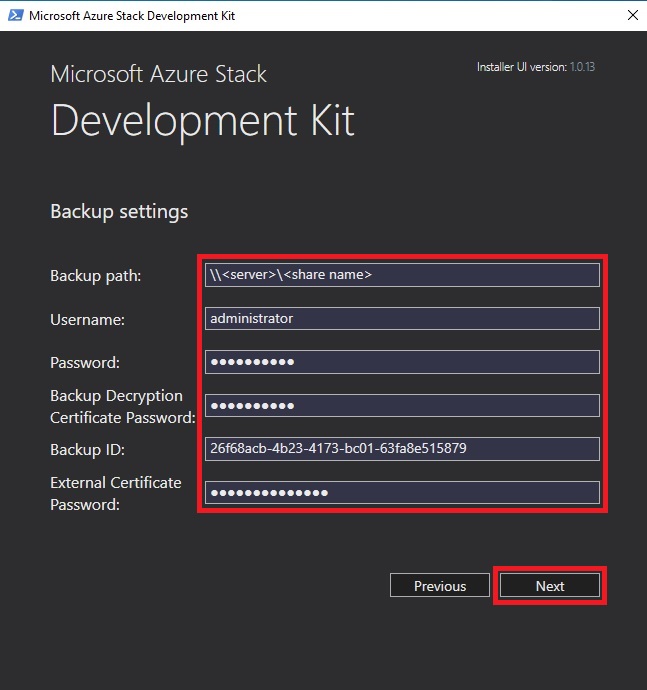 Microsoft Azure Stack Development Kit
Microsoft Azure Stack
Installer UI version: 1.0.13
Development Kit
Backup settings
Backup path:
\\<server>\<share name>
Username:
administrator
Password:
●●●●●●●●●●
Backup Decryption
Certificate Password:
●●●●●●●●●●
Backup ID:
26f68acb-4b23-4173-bc01-63fa8e515879
External Certificate
Password:
●●●●●●●●●●●●●●
Previous
Next